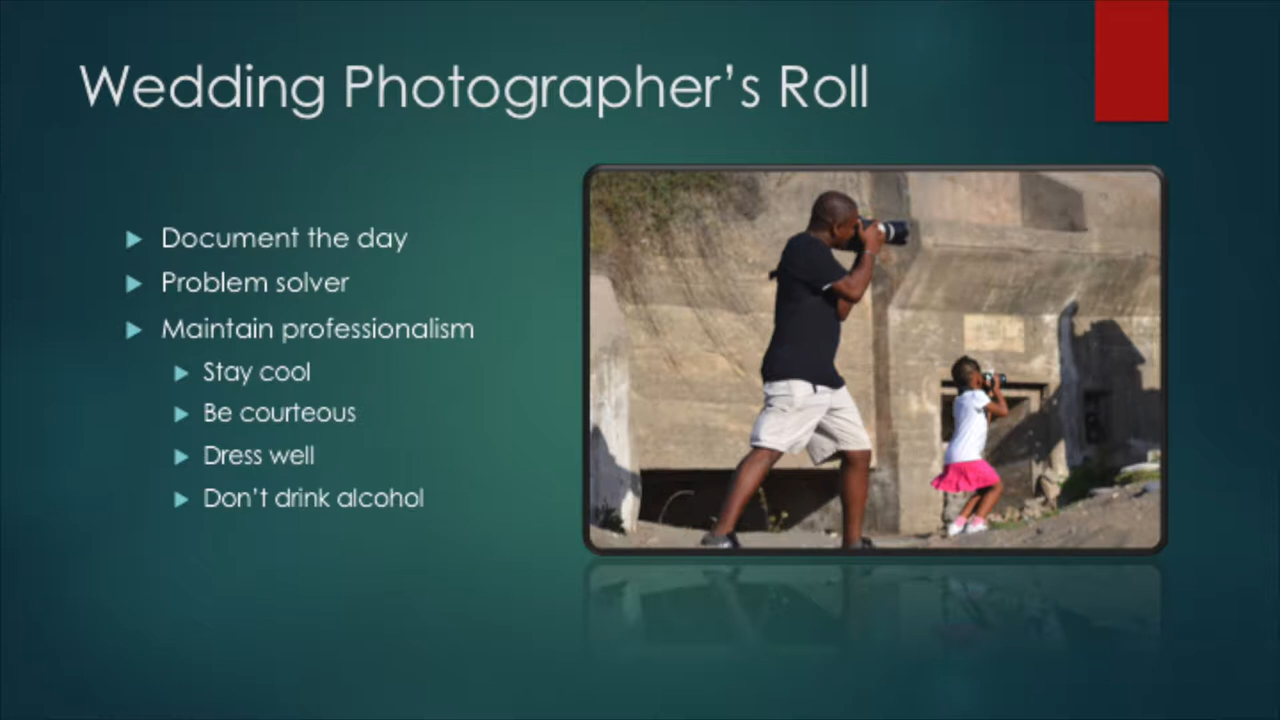 Wedding Photographer’s Roll
Document the day
Problem solver
Maintain professionalism
Stay cool
Be courteous
Dress well
Don’t drink alcohol